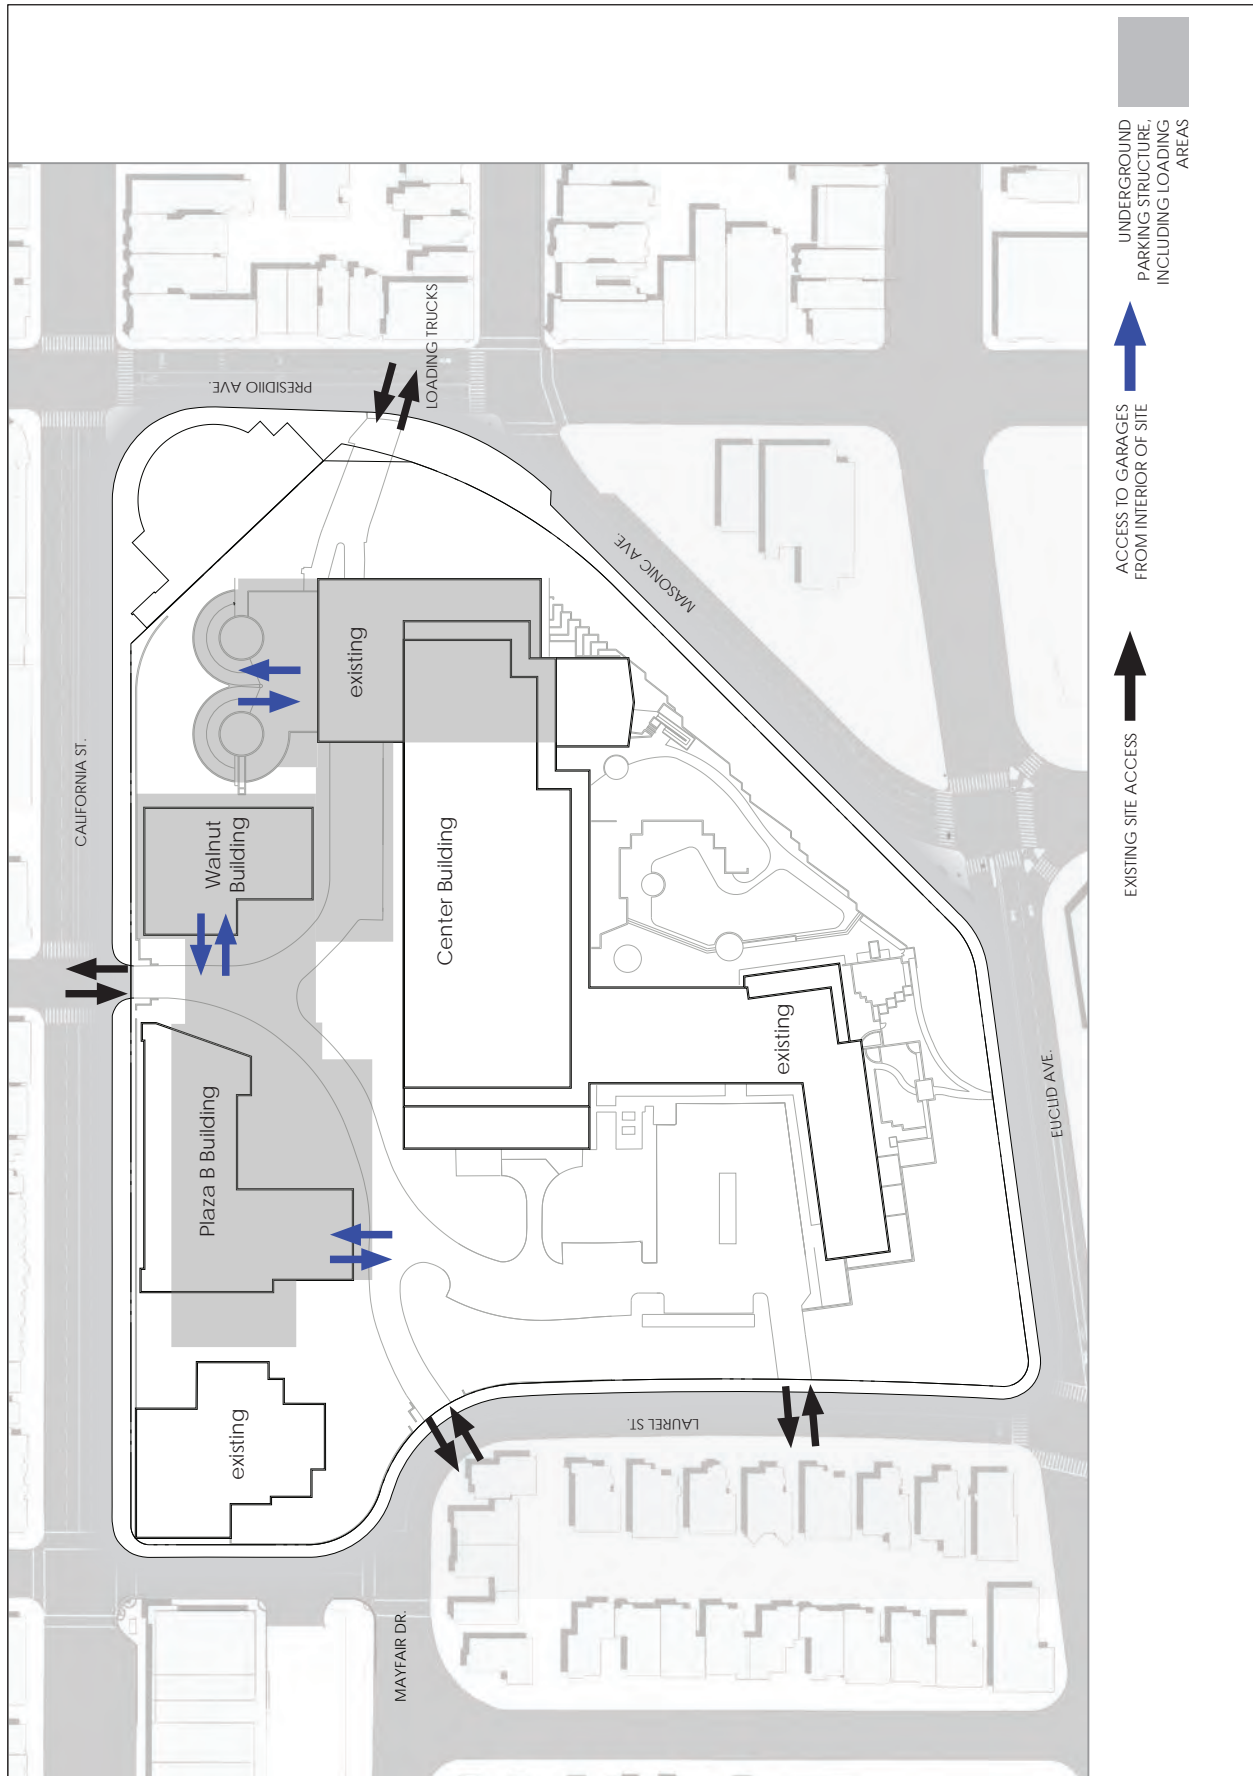 CALIFORNIA ST.
PRESIDIIO AVE.
LOADING TRUCKS
MASONIC AVE.
EUCLID AVE.
LAUREL ST.
MAYFAIR DR.
existing
Walnut
Building
Center Building
Plaza B Building
existing
existing
EXISTING SITE ACCESS
ACCESS TO GARAGES
FROM INTERIOR OF SITE
UNDERGROUND
PARKING STRUCTURE,
INCLUDING LOADING
AREAS